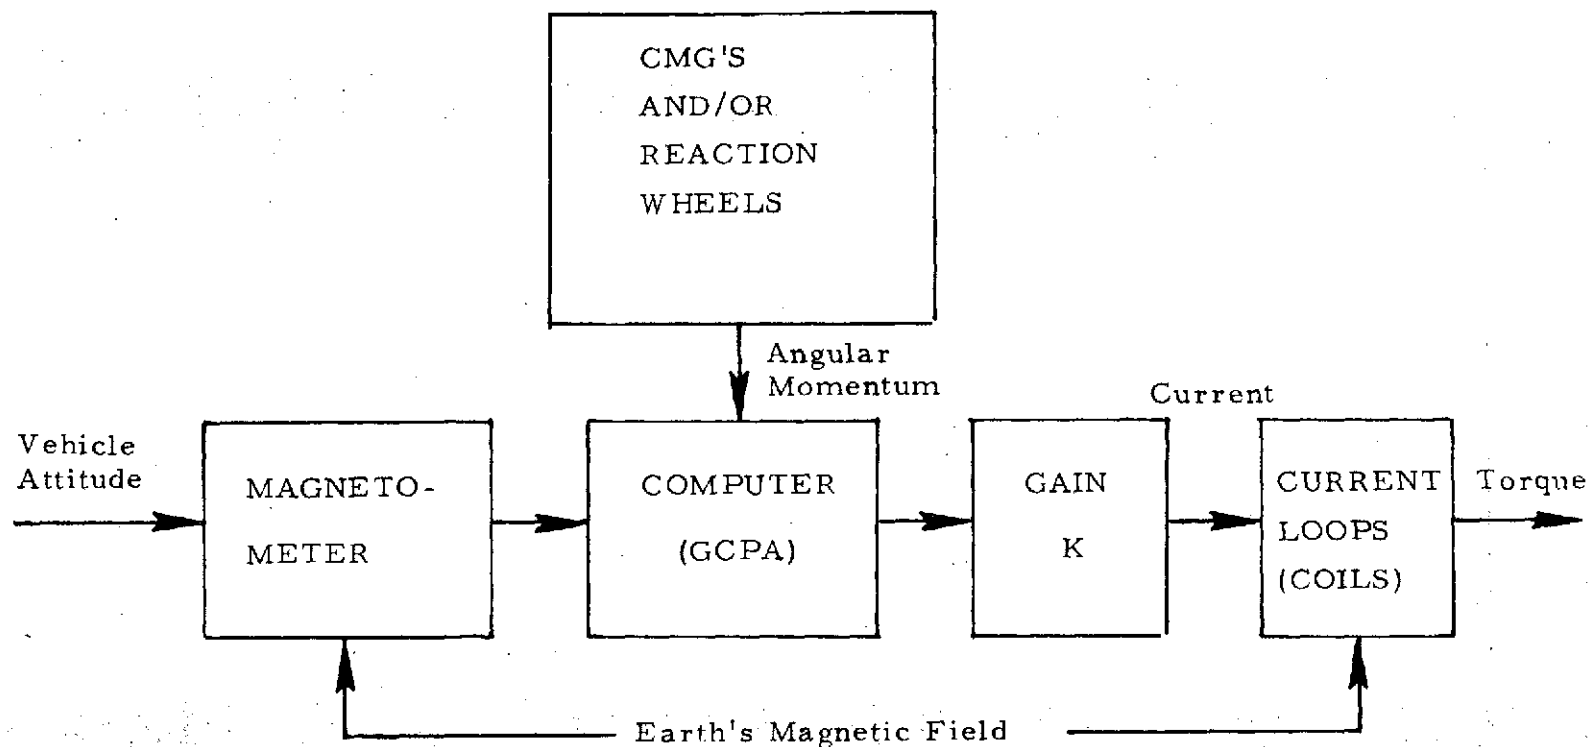 CMG'S
AND/OR
REACTION
WHEELS
Angular
Momentum
Current
Vehicle
Attitude
MAGNETO-
METER
COMPUTER
(GCPA)
GAIN
K
CURRENT
LOOPS
(COILS)
Torque
Earth's Magnetic Field